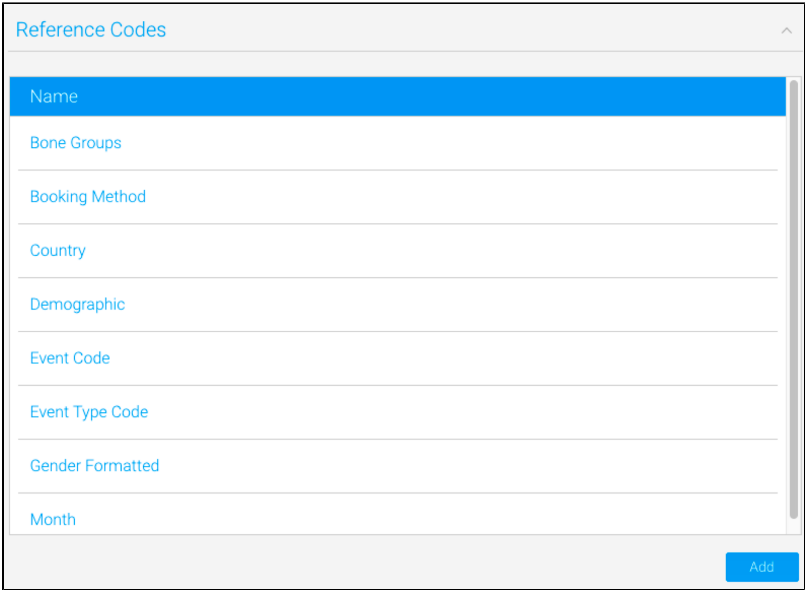 Reference Codes
Name
Bone Groups
Booking Method
Country
Demographic
Event Code
Event Type Code
Gender Formatted
Month
Add